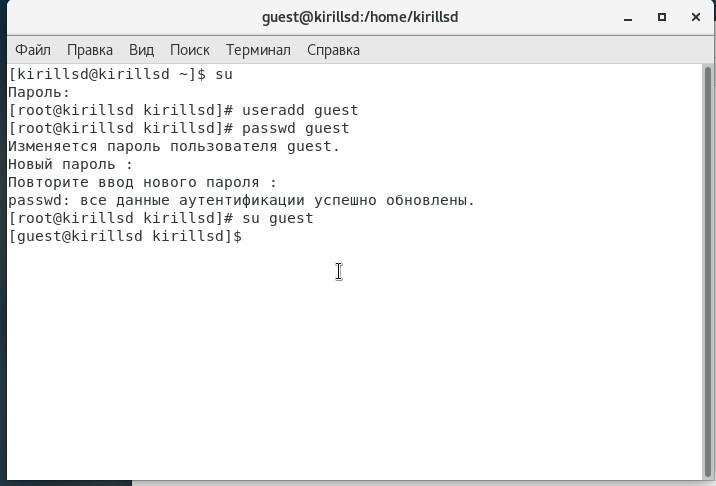 guest@kirillsd:/home/kirillsd
Файл Правка Вид Поиск Терминал Справка
[kirillsd@kirillsd ~]$ su
Пароль:
[root@kirillsd kirillsd]# useradd guest
[root@kirillsd kirillsd]# passwd guest
Изменяется пароль пользователя guest.
Новый пароль :
Повторите ввод нового пароля :
passwd: все данные аутентификации успешно обновлены.
[root@kirillsd kirillsd]# su guest
[guest@kirillsd kirillsd]$